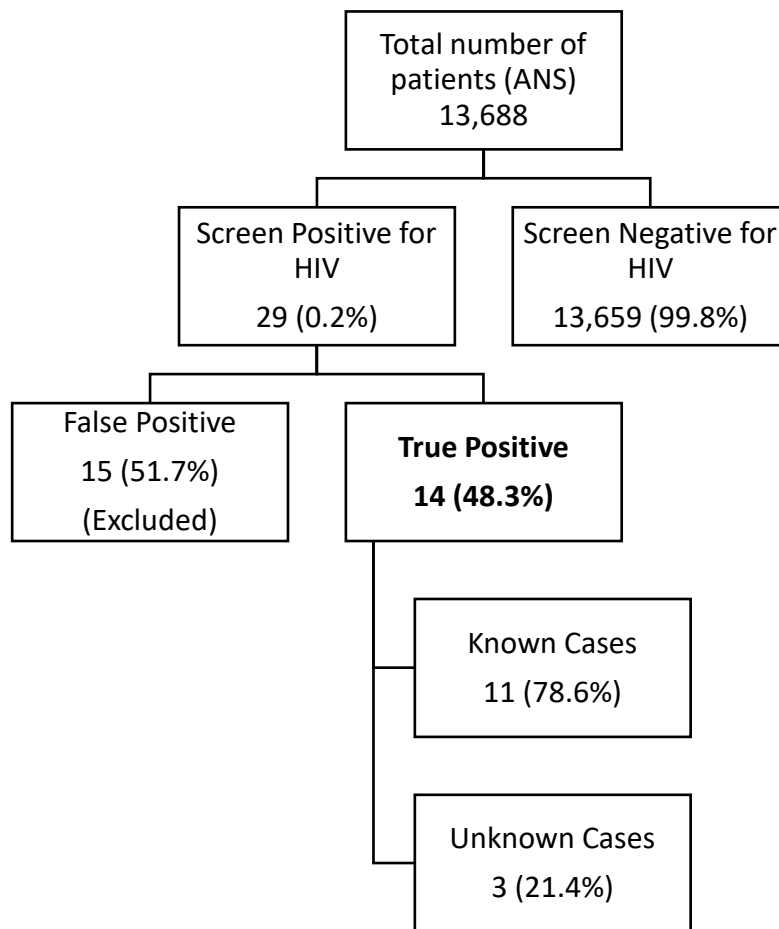 Total number of
patients (ANS)
13,688
Screen Positive for
HIV
29 (0.2%)
Screen Negative for
HIV
13,659 (99.8%)
False Positive
15 (51.7%)
(Excluded)
True Positive
14 (48.3%)
Known Cases
11 (78.6%)
Unknown Cases
3 (21.4%)